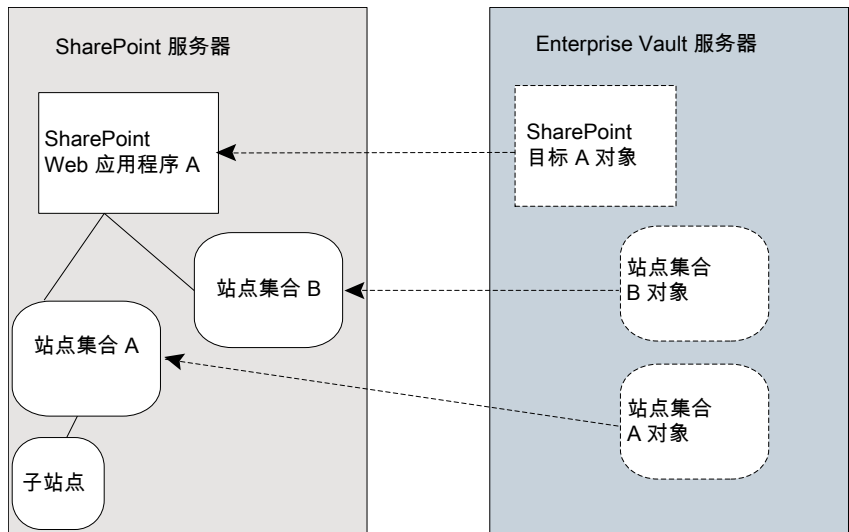 SharePoint 服务器
Enterprise Vault 服务器
SharePoint
Web 应用程序 A
SharePoint
目标 A 对象
站点集合 B
站点集合
B 对象
站点集合 A
站点集合
A 对象
子站点